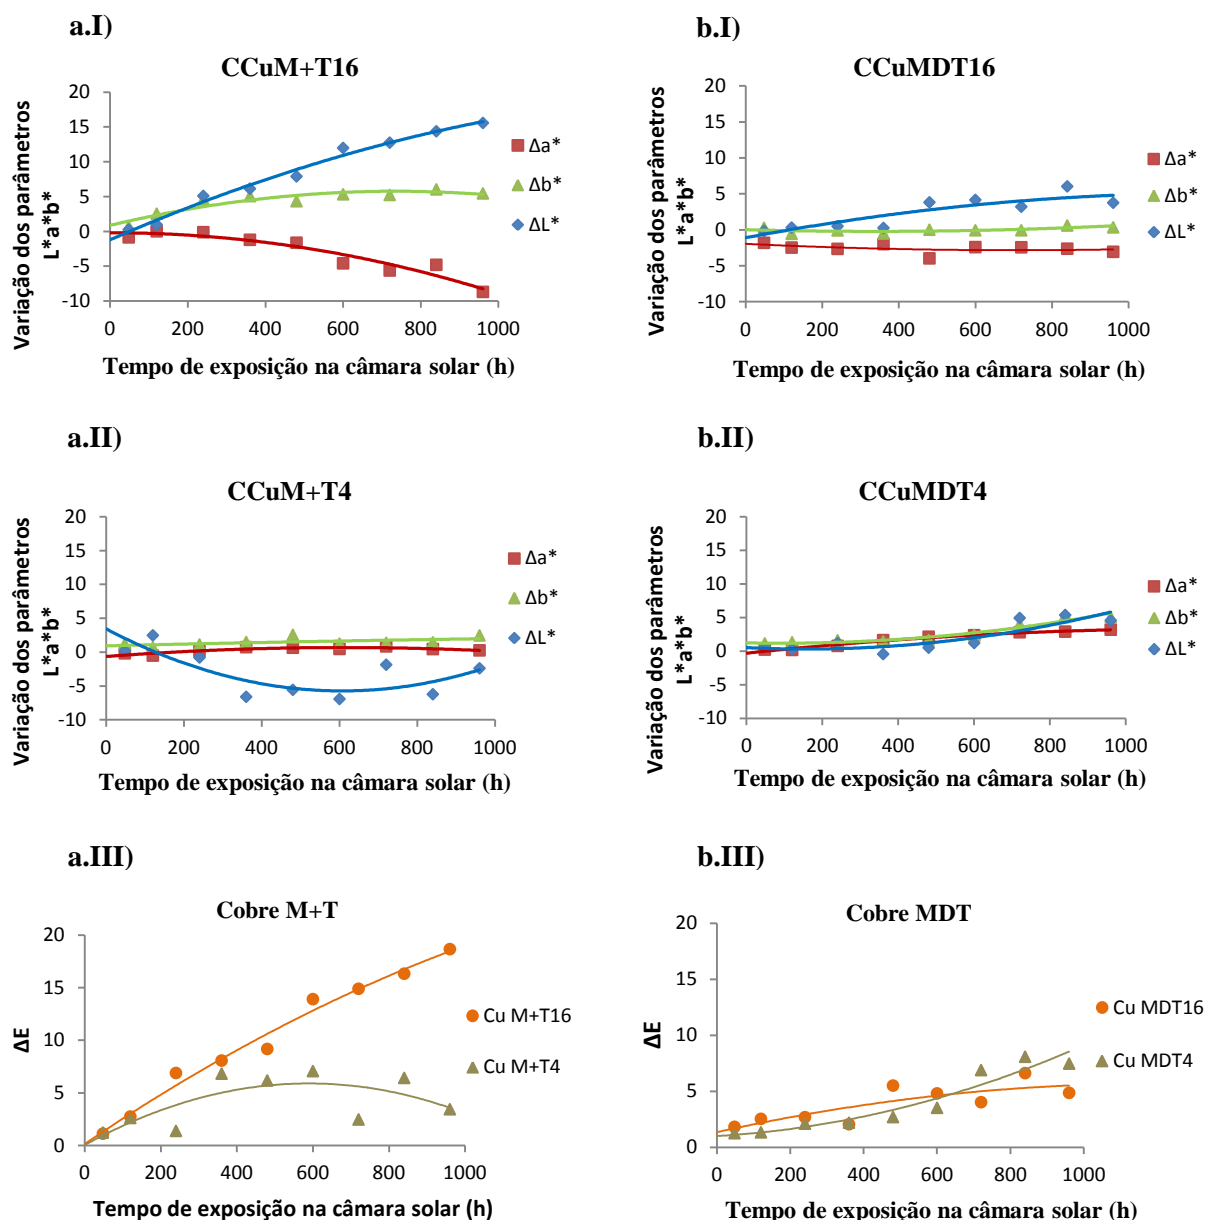 a.I)
CCuM+T16
Variação dos parâmetros
L*a*b*
20
15
10
5
0
-5
-10
0 200 400 600 800 1000
Tempo de exposição na câmara solar (h)
Δa*
Δb*
ΔL*
b.I)
CCuMDT16
Variação dos parâmetros
L*a*b*
20
15
10
5
0
-5
-10
0 200 400 600 800 1000
Tempo de exposição na câmara solar (h)
Δa*
Δb*
ΔL*
a.II)
CCuM+T4
Variação dos parâmetros
L*a*b*
20
15
10
5
0
-5
-10
0 200 400 600 800 1000
Tempo de exposição na câmara solar (h)
Δa*
Δb*
ΔL*
b.II)
CCuMDT4
Variação dos parâmetros
L*a*b*
20
15
10
5
0
-5
-10
0 200 400 600 800 1000
Tempo de exposição na câmara solar (h)
Δa*
Δb*
ΔL*
a.III)
Cobre M+T
ΔE
20
15
10
5
0
0 200 400 600 800 1000
Tempo de exposição na câmara solar (h)
Cu M+T16
Cu M+T4
b.III)
Cobre MDT
ΔE
20
15
10
5
0
0 200 400 600 800 1000
Tempo de exposição na câmara solar (h)
Cu MDT16
Cu MDT4